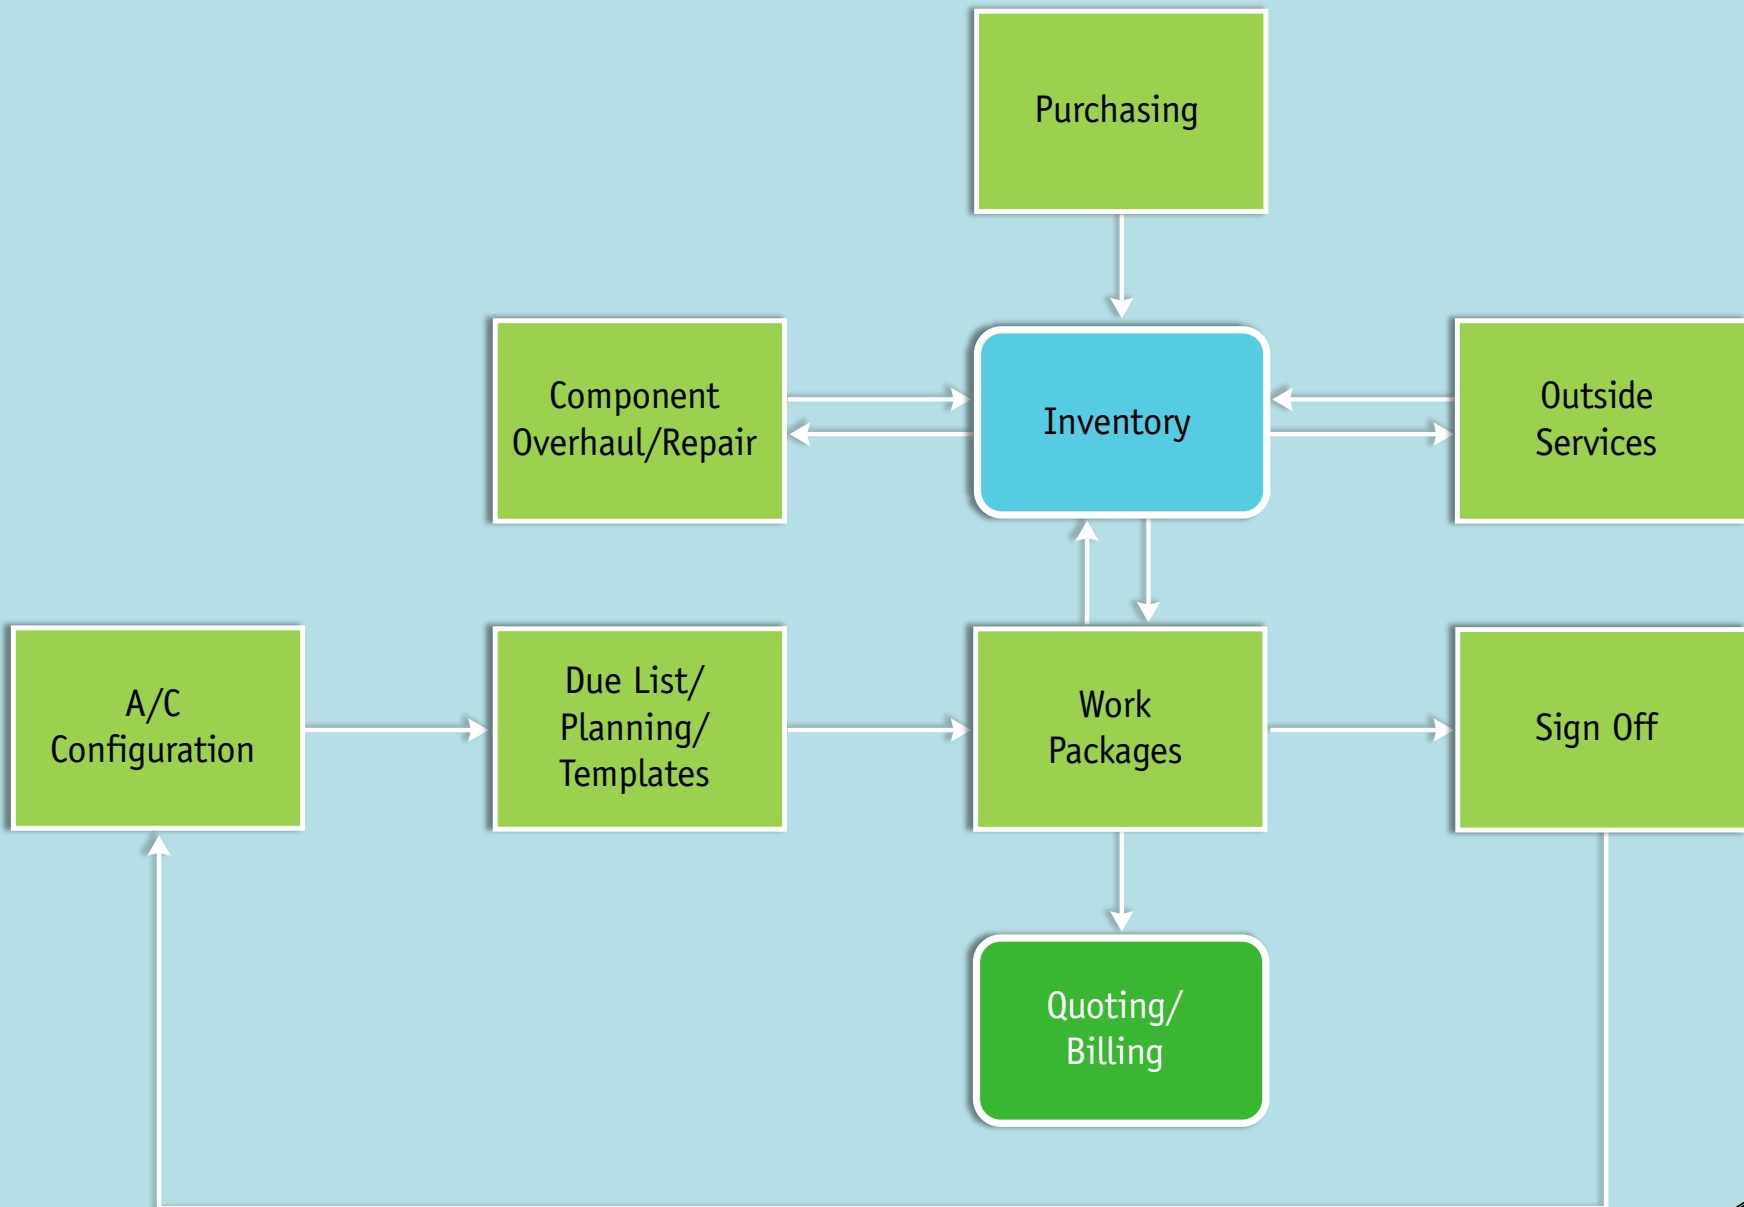 Purchasing
Component
Overhaul/Repair
Inventory
Outside
Services
A/C
Configuration
Due List/
Planning/
Templates
Work
Packages
Sign Off
Quoting/
Billing